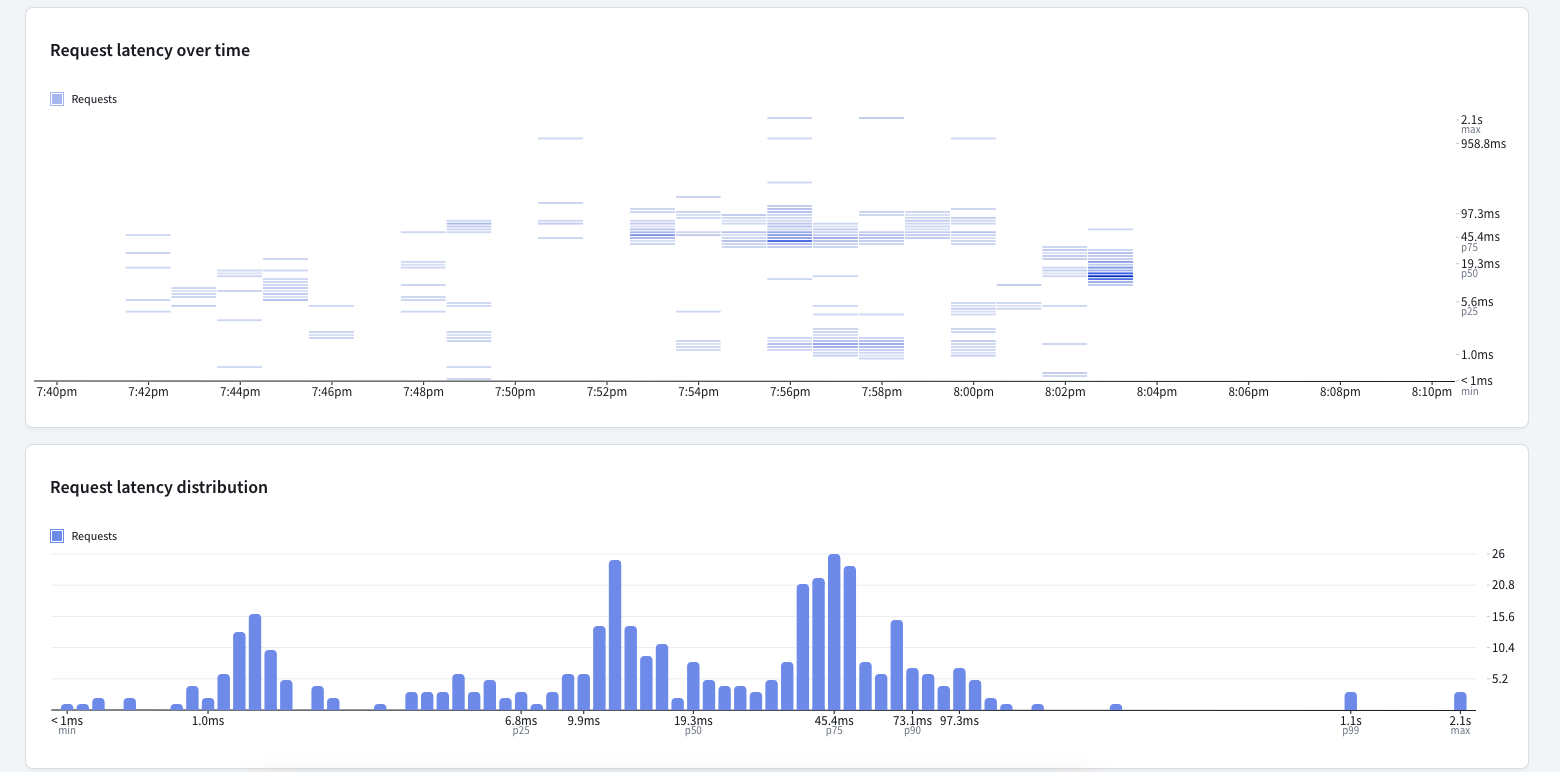 Request latency over time
Requests
2.1s
max
958.8ms
97.3ms
45.4ms
p75
19.3ms
p50
5.6ms
p25
1.0ms
< 1ms
min
7:40pm 7:42pm 7:44pm 7:46pm 7:48pm 7:50pm 7:52pm 7:54pm 7:56pm 7:58pm 8:00pm 8:02pm 8:04pm 8:06pm 8:08pm 8:10pm
Request latency distribution
Requests
26
20.8
15.6
10.4
5.2
< 1ms 1.0ms 6.8ms 9.9ms 19.3ms 45.4ms 73.1ms 97.3ms 1.1s 2.1s
min p25 p50 p75 p90 p99 max